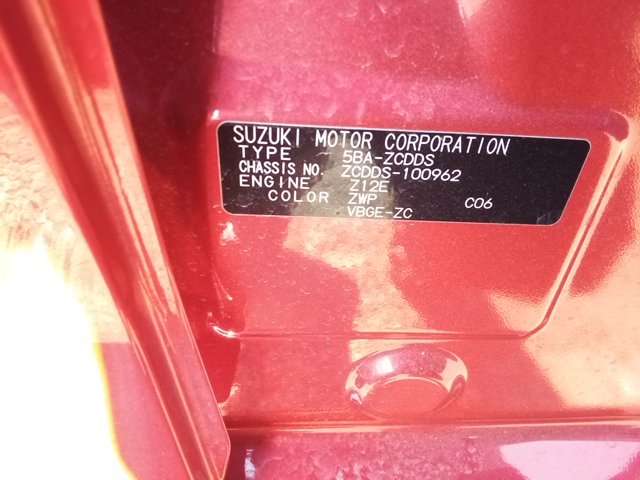 SUZUKI MOTOR CORPORATION
TYPE 5BA-ZCDDS
CHASSIS NO. ZCDDS-100962
ENGINE Z12E
COLOR ZWP C06
VBGE-ZC